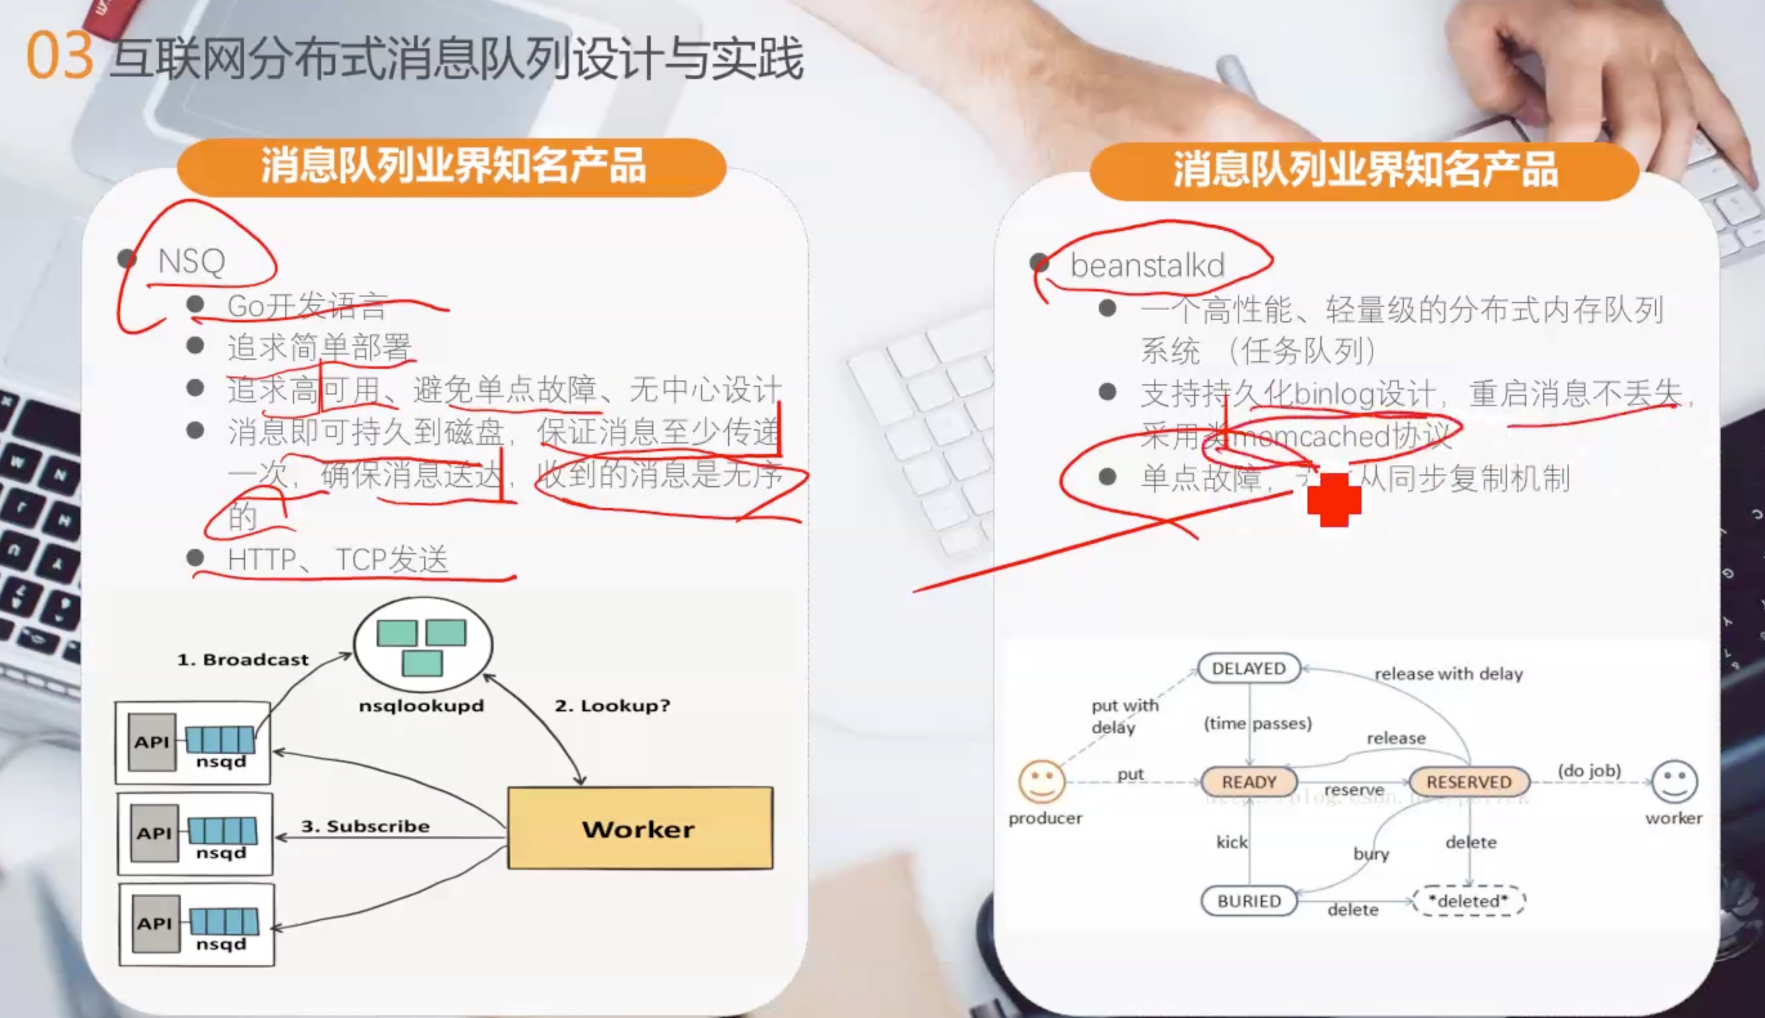 03 互联网分布式消息队列设计与实践
消息队列业界知名产品
NSQ
Go开发语言
追求简单部署
追求高可用、避免单点故障、无中心设计
消息即可持久到磁盘，保证消息至少传递
一次，确保消息送达，收到的消息是无序
的
HTTP、 TCP发送
1. Broadcast
nsqlookupd
2. Lookup?
API
nsqd
API
nsqd
3. Subscribe
Worker
API
nsqd
消息队列业界知名产品
beanstalkd
一个高性能、轻量级的分布式内存队列
系统 （任务队列）
支持持久化binlog设计，重启消息不丢失，
采用类memcached协议
单点故障， 从同步复制机制
DELAYED
release with delay
put with
delay
(time passes)
release
put
READY
reserve
RESERVED
(do job)
producer
worker
kick
bury
delete
BURIED
delete
*deleted*